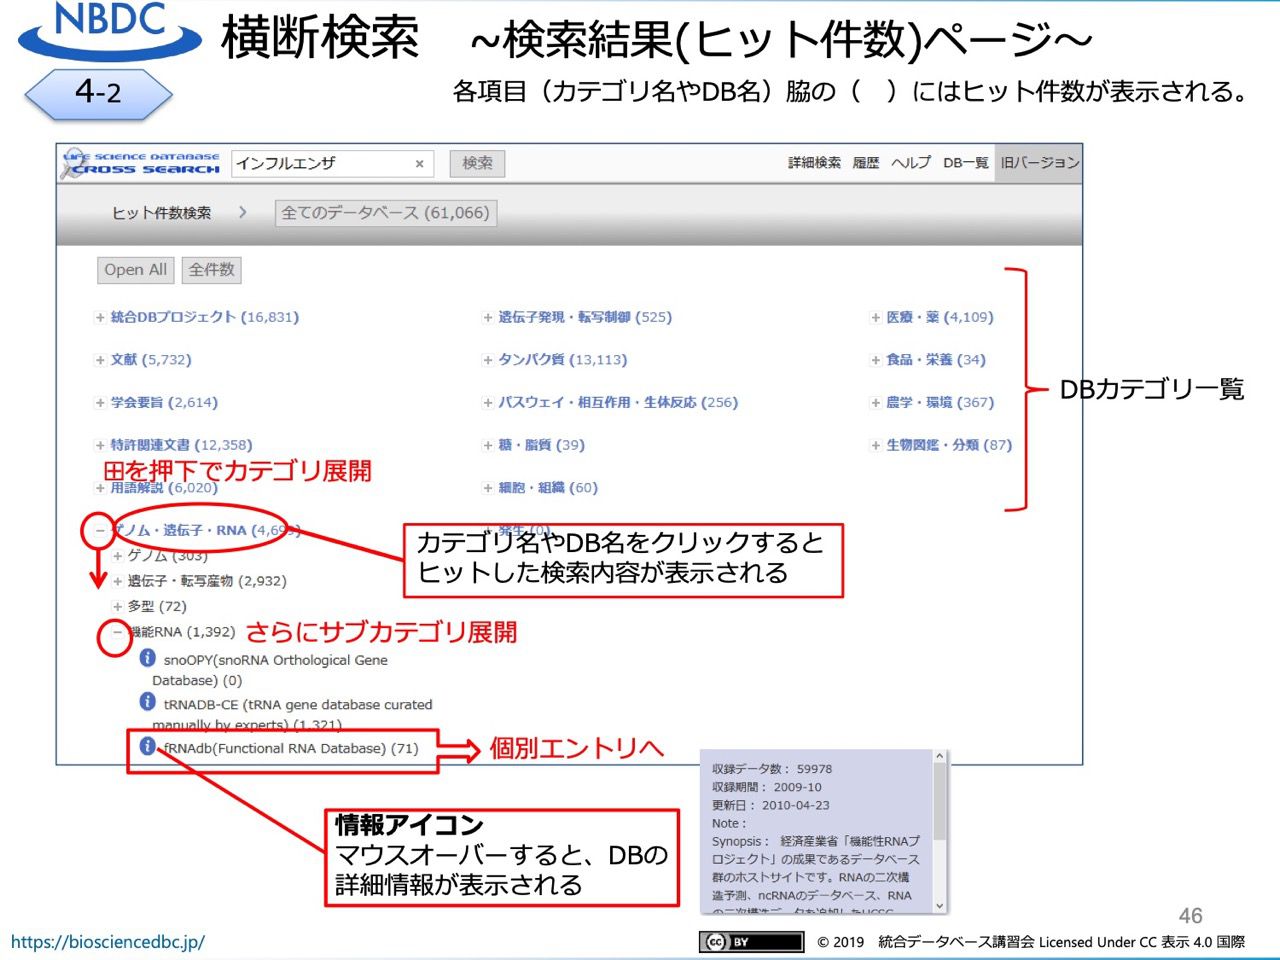 NBDC
横断検索 ~検索結果(ヒット件数)ページ～
4-2
各項目（カテゴリ名やDB名）脇の（　）にはヒット件数が表示される。
LIFE SCIENCE DATABASE
CROSS SEARCH
インフルエンザ × 検索 詳細検索 履歴 ヘルプ DB一覧 旧バージョン
ヒット件数検索 > 全てのデータベース (61,066)
Open All 全件数
+ 統合DBプロジェクト (16,831)
+ 文献 (5,732)
+ 学会要旨 (2,614)
+ 特許関連文書 (12,358)
田を押下でカテゴリ展開
+ 用語解説 (6,020)
− ゲノム・遺伝子・RNA
+ ゲノム (303)
+ 遺伝子・転写産物 (2,932)
+ 多型 (72)
− 機能RNA (1,392) さらにサブカテゴリ展開
i snoOPY(snoRNA Orthological Gene
Database) (0)
i tRNADB-CE (tRNA gene database curated
manually by experts) (1,321)
i fRNAdb(Functional RNA Database) (71)
個別エントリへ
+ 遺伝子発現・転写制御 (525)
+ タンパク質 (13,113)
+ パスウェイ・相互作用・生体反応 (256)
+ 糖・脂質 (39)
+ 細胞・組織 (60)
+ 発生 (0)
+ 医療・薬 (4,109)
+ 食品・栄養 (34)
+ 農学・環境 (367)
+ 生物図鑑・分類 (87)
DBカテゴリ一覧
カテゴリ名やDB名をクリックすると
ヒットした検索内容が表示される
情報アイコン
マウスオーバーすると、DBの
詳細情報が表示される
収録データ数： 59978
収録期間： 2009-10
更新日： 2010-04-23
Note：
Synopsis： 経済産業省「機能性RNAプ
ロジェクト」の成果であるデータベース
群のホストサイトです。RNAの二次構
造予測、ncRNAのデータベース、RNA
の二次構造データを追加したUCSC
46
https://biosciencedbc.jp/
cc BY © 2019 統合データベース講習会 Licensed Under CC 表示 4.0 国際